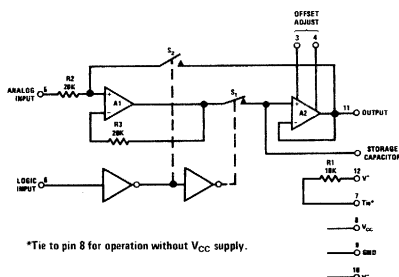 OFFSET
ADJUST
3 4
S2
R2
20K
ANALOG
INPUT
5
+
A1
-
S1
+
A2
-
11
OUTPUT
R3
20K
STORAGE
CAPACITOR
R1
10K
12
V-
7
LOGIC
INPUT
6
8
VCC
9
GND
10
*Tie to pin 8 for operation without VCC supply.